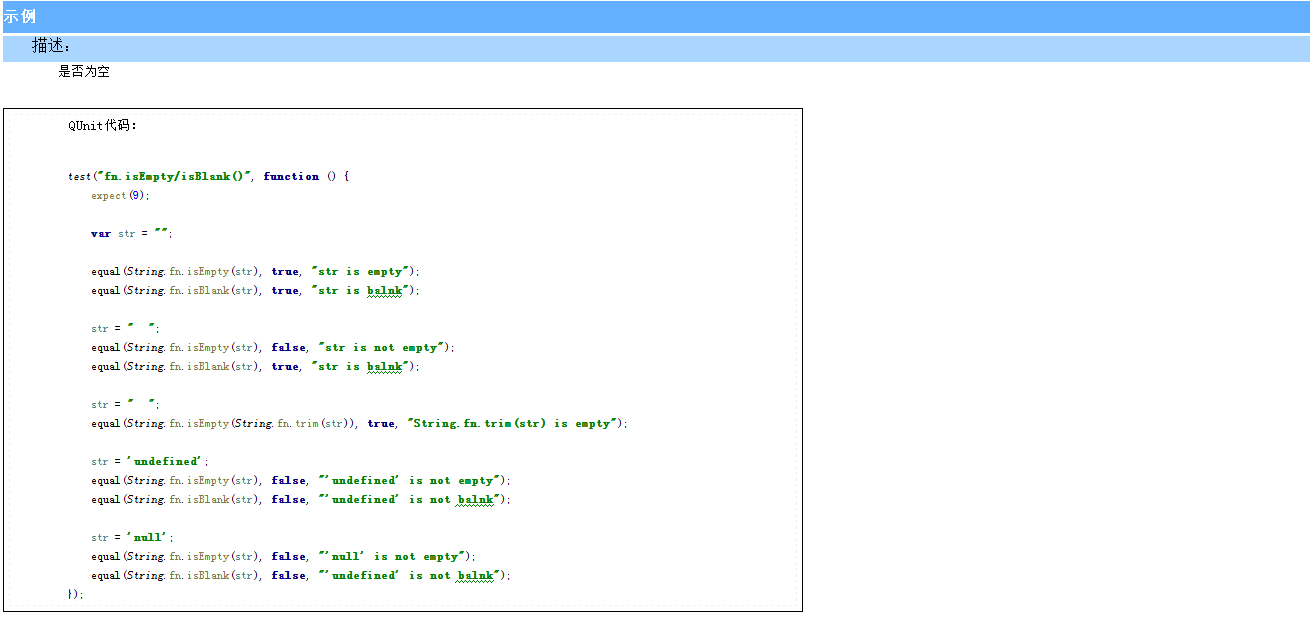 示例
描述：
是否为空
QUnit代码：
test("fn.isEmpty/isBlank()", function () {
expect(9);
var str = "";
equal(String.fn.isEmpty(str), true, "str is empty");
equal(String.fn.isBlank(str), true, "str is balnk");
str = "  ";
equal(String.fn.isEmpty(str), false, "str is not empty");
equal(String.fn.isBlank(str), true, "str is balnk");
str = "  ";
equal(String.fn.isEmpty(String.fn.trim(str)), true, "String.fn.trim(str) is empty");
str = 'undefined';
equal(String.fn.isEmpty(str), false, "'undefined' is not empty");
equal(String.fn.isBlank(str), false, "'undefined' is not balnk");
str = 'null';
equal(String.fn.isEmpty(str), false, "'null' is not empty");
equal(String.fn.isBlank(str), false, "'undefined' is not balnk");
});